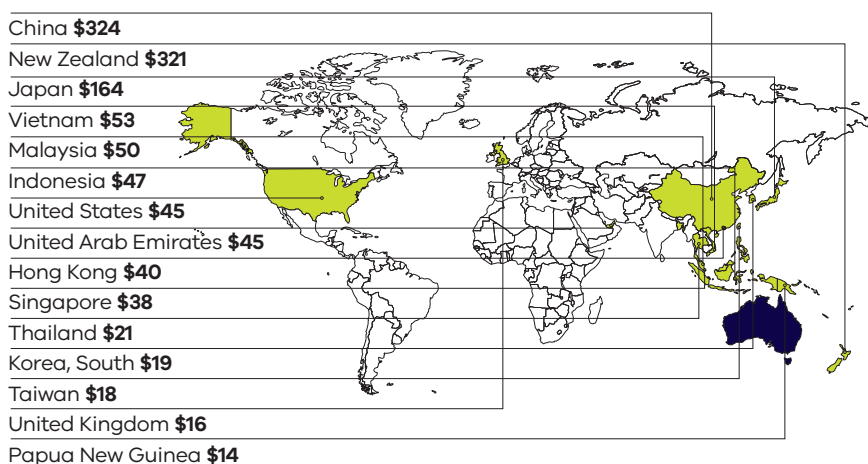 China $324
New Zealand $321
Japan $164
Vietnam $53
Malaysia $50
Indonesia $47
United States $45
United Arab Emirates $45
Hong Kong $40
Singapore $38
Thailand $21
Korea, South $19
Taiwan $18
United Kingdom $16
Papua New Guinea $14